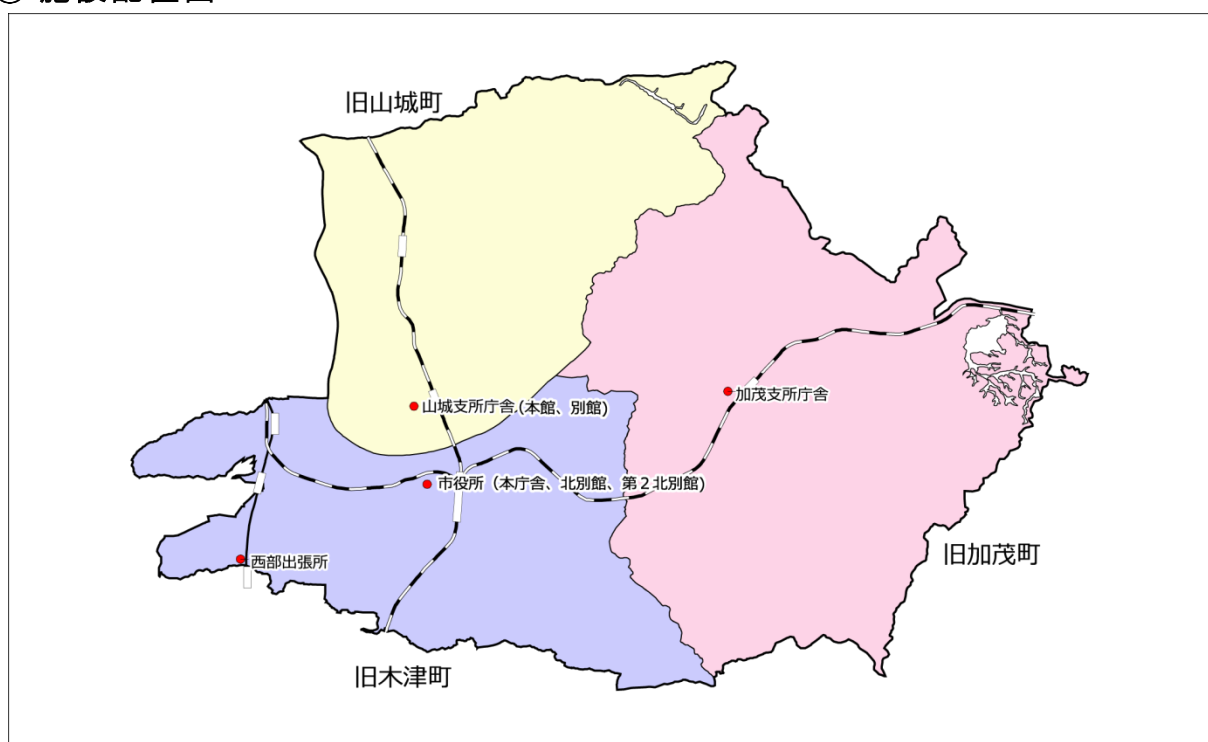 旧山城町
山城支所庁舎(本館、別館)
加茂支所庁舎
市役所（本庁舎、北別館、第２北別館)
西部出張所
旧加茂町
旧木津町